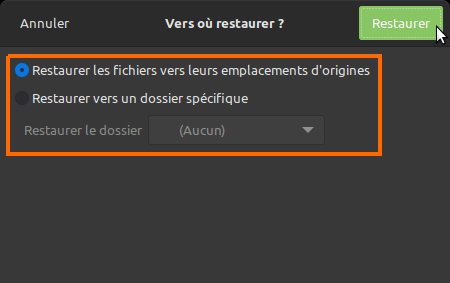 Annuler Vers où restaurer ? Restaurer
Restaurer les fichiers vers leurs emplacements d'origines
Restaurer vers un dossier spécifique
Restaurer le dossier (Aucun)